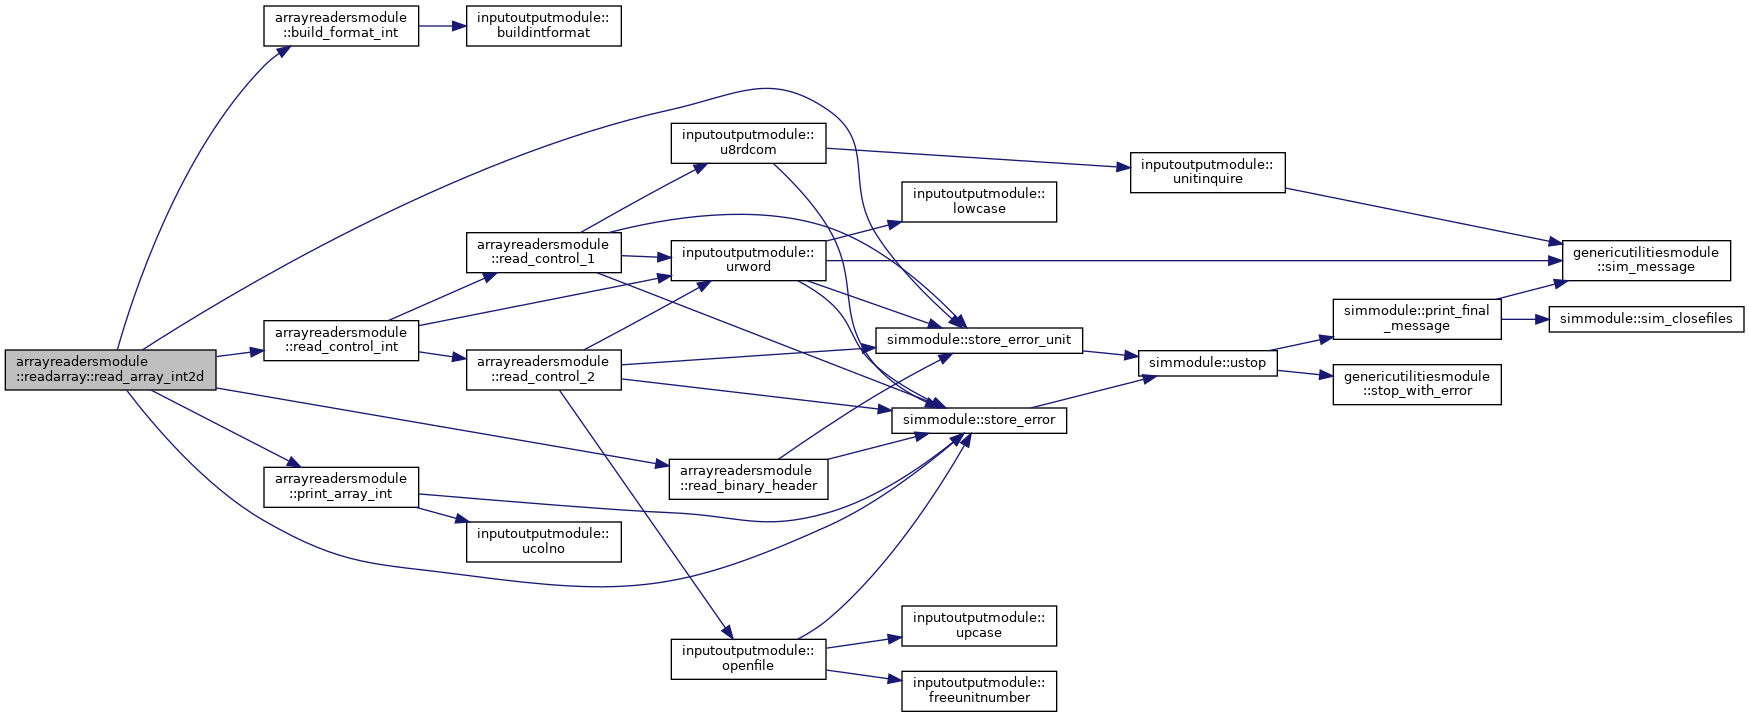 arrayreadersmodule
::readarray::read_array_int2d
arrayreadersmodule
::build_format_int
inputoutputmodule::
buildintformat
arrayreadersmodule
::read_control_int
arrayreadersmodule
::read_control_1
inputoutputmodule::
u8rdcom
inputoutputmodule::
unitinquire
inputoutputmodule::
lowcase
inputoutputmodule::
urword
genericutilitiesmodule
::sim_message
simmodule::store_error_unit
simmodule::print_final
_message
simmodule::sim_closefiles
arrayreadersmodule
::read_control_2
simmodule::ustop
genericutilitiesmodule
::stop_with_error
simmodule::store_error
arrayreadersmodule
::read_binary_header
arrayreadersmodule
::print_array_int
inputoutputmodule::
ucolno
inputoutputmodule::
openfile
inputoutputmodule::
upcase
inputoutputmodule::
freeunitnumber